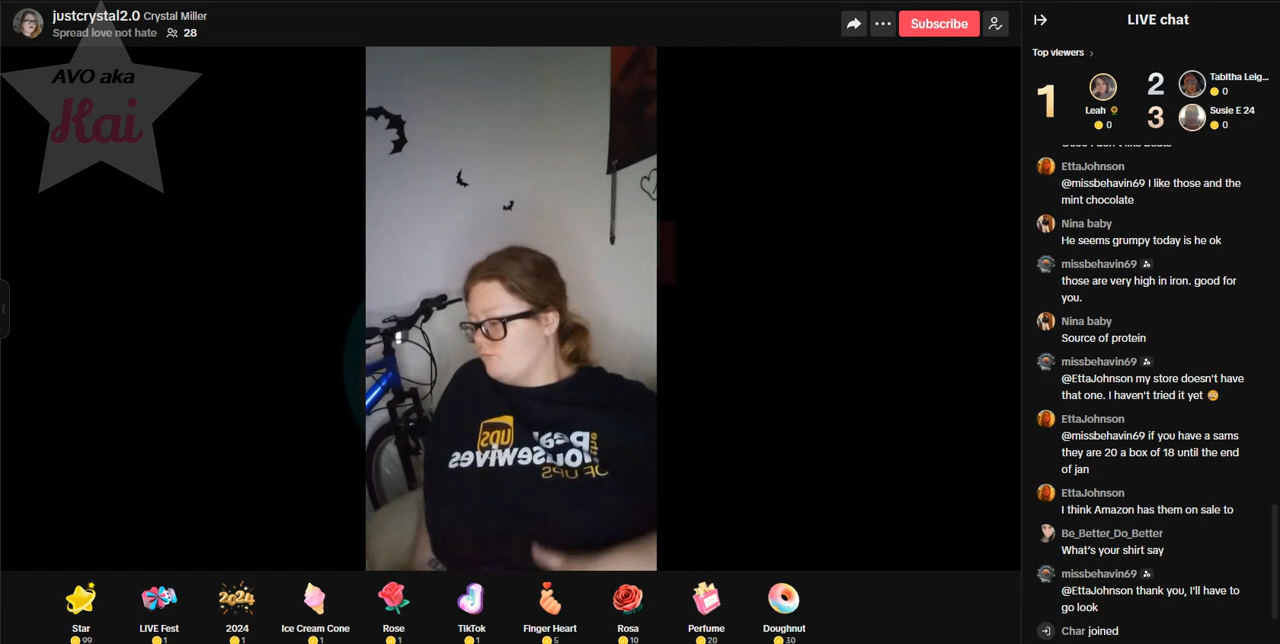 justcrystal2.0 Crystal Miller
Spread love not hate 28
Subscribe
AVO aka
Kai
ups
Real
Housewives
OF UPS
Star
99
LIVE Fest
1
2024
2024
1
Ice Cream Cone
1
Rose
1
TikTok
1
Finger Heart
5
Rosa
10
Perfume
20
Doughnut
30
LIVE chat
Top viewers
1
Leah
0
2
Tabitha Leig...
0
3
Susie E 24
0
EttaJohnson
@missbehavin69 I like those and the
mint chocolate
Nina baby
He seems grumpy today is he ok
missbehavin69
those are very high in iron. good for
you.
Nina baby
Source of protein
missbehavin69
@EttaJohnson my store doesn't have
that one. I haven't tried it yet
EttaJohnson
@missbehavin69 if you have a sams
they are 20 a box of 18 until the end
of jan
EttaJohnson
I think Amazon has them on sale to
Be_Better_Do_Better
What's your shirt say
missbehavin69
@EttaJohnson thank you, I'll have to
go look
Char joined